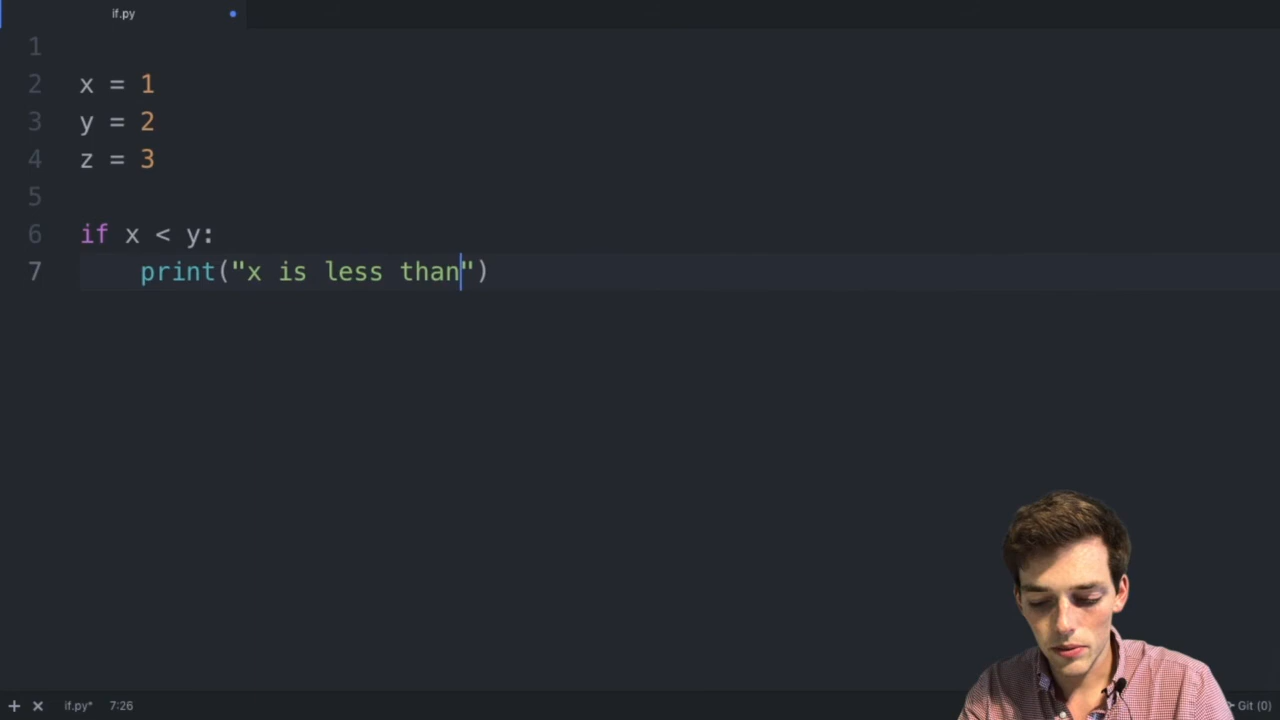 if.py
1
2 x = 1
3 y = 2
4 z = 3
5
6 if x < y:
7     print("x is less than")
if.py* 7:26 Git (0)